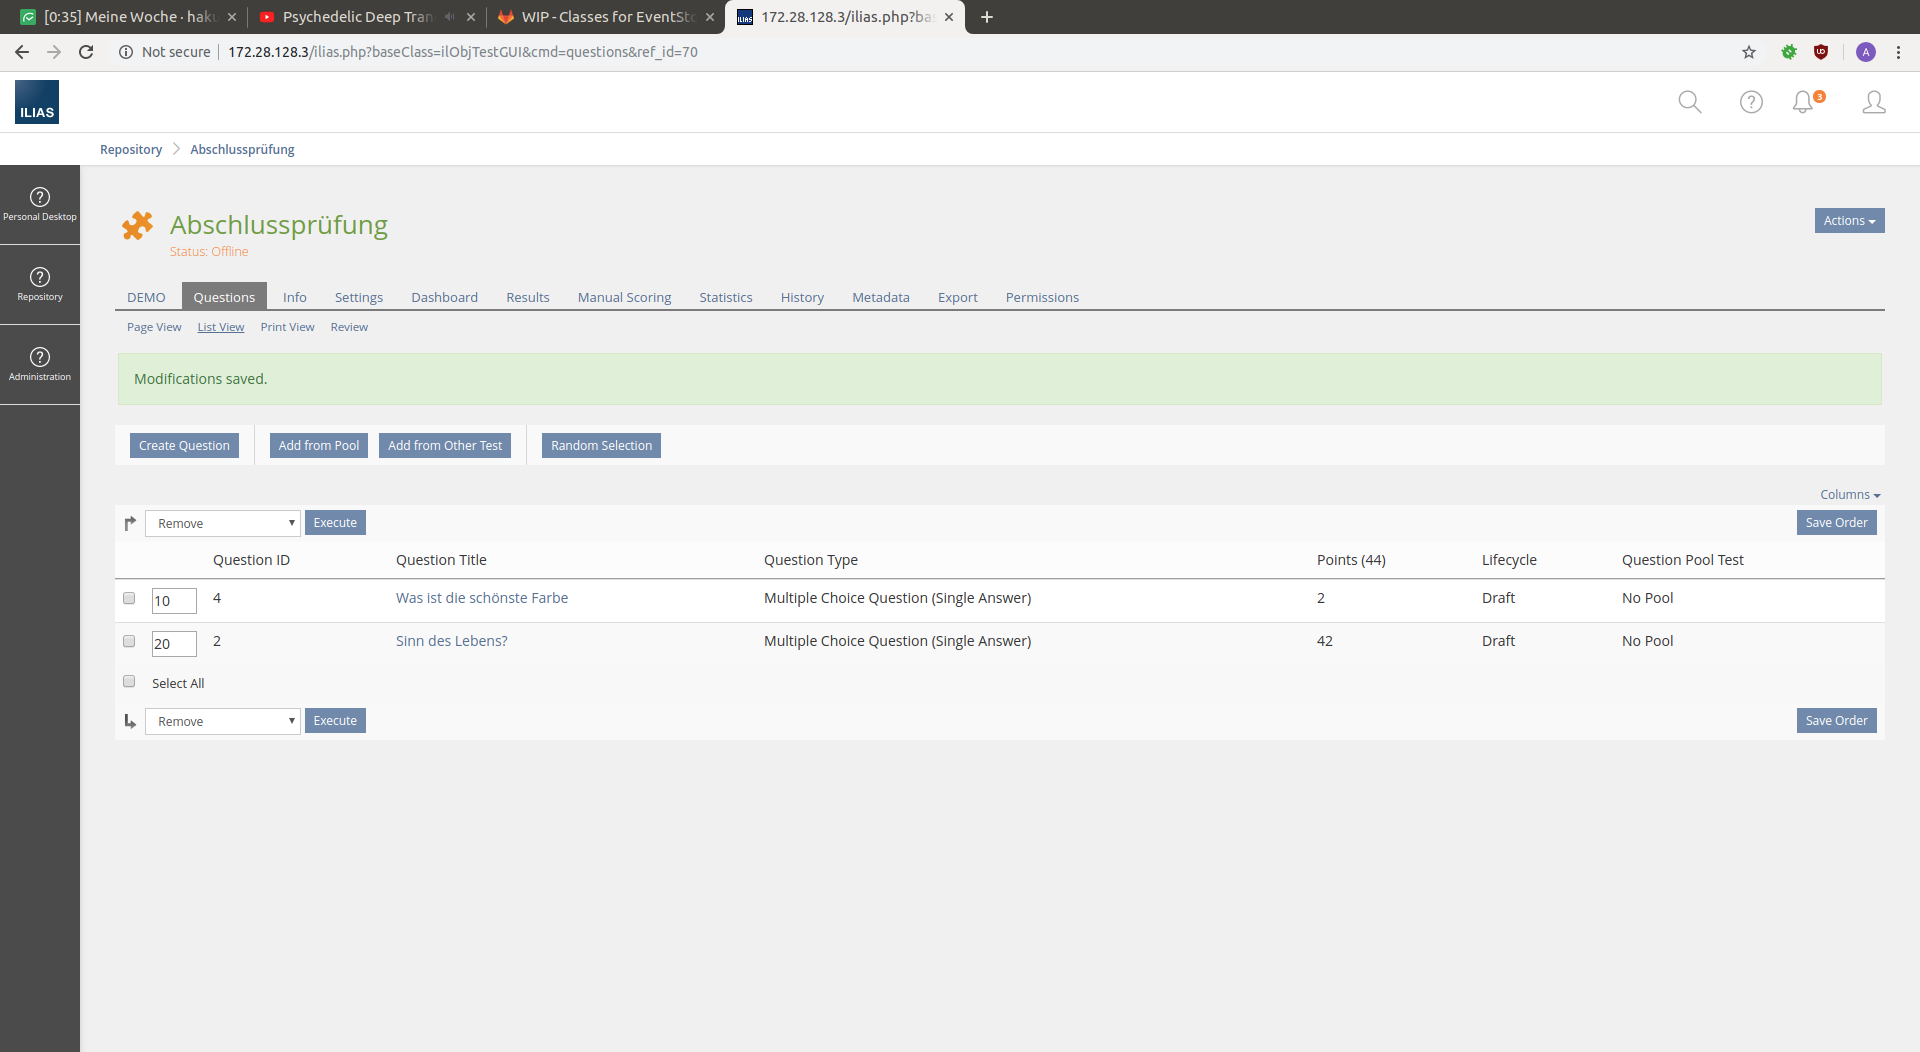 [0:35] Meine Woche · haku
Psychedelic Deep Tran
WIP - Classes for EventSto
172.28.128.3/ilias.php?ba
Not secure
172.28.128.3/ilias.php?baseClass=ilObjTestGUI&cmd=questions&ref_id=70
A
ILIAS
3
Repository
Abschlussprüfung
Personal Desktop
Repository
Administration
Abschlussprüfung
Status: Offline
Actions
DEMO Questions Info Settings Dashboard Results Manual Scoring Statistics History Metadata Export Permissions
Page View List View Print View Review
Modifications saved.
Create Question Add from Pool Add from Other Test Random Selection
Columns
Remove Execute Save Order
Question ID Question Title Question Type Points (44) Lifecycle Question Pool Test
10 4 Was ist die schönste Farbe Multiple Choice Question (Single Answer) 2 Draft No Pool
20 2 Sinn des Lebens? Multiple Choice Question (Single Answer) 42 Draft No Pool
Select All
Remove Execute Save Order